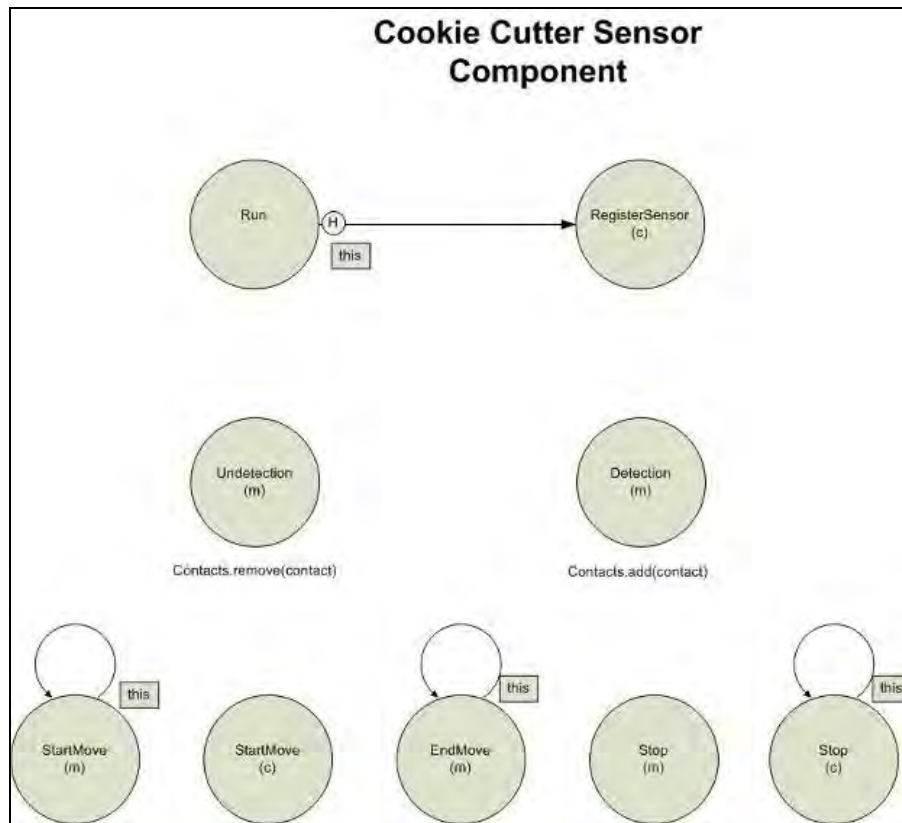 Cookie Cutter Sensor
Component
Run
H
this
RegisterSensor
(c)
Undetection
(m)
Detection
(m)
Contacts.remove(contact)
Contacts.add(contact)
this
this
this
StartMove
(m)
StartMove
(c)
EndMove
(m)
Stop
(m)
Stop
(c)